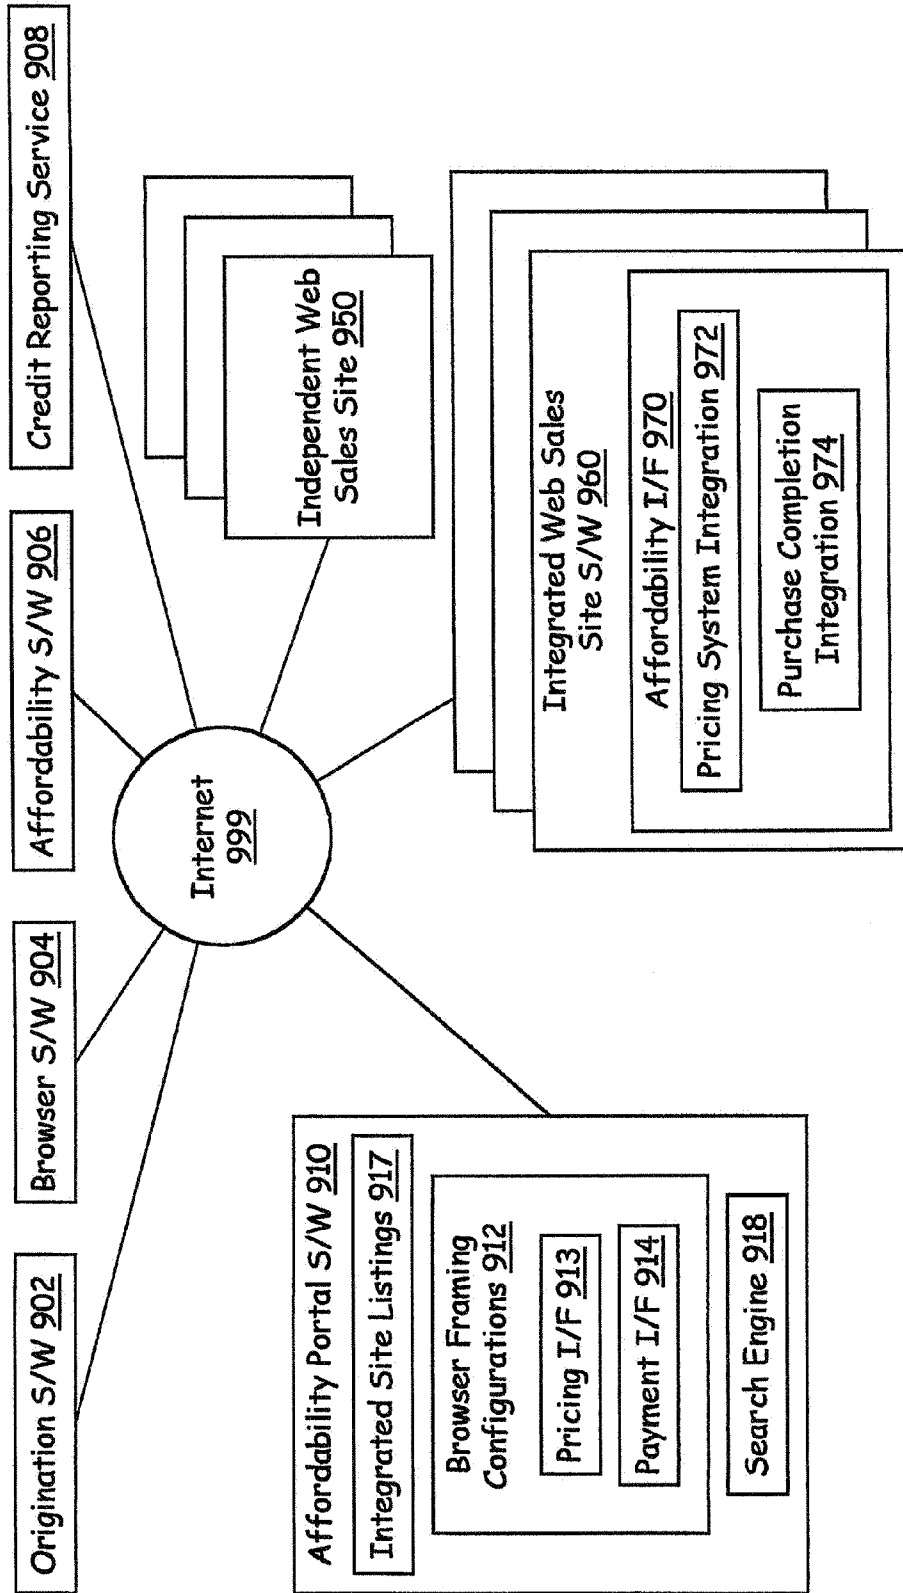 Origination S/W 902
Browser S/W 904
Affordability S/W 906
Credit Reporting Service 908
Internet
999
Independent Web
Sales Site 950
Affordability Portal S/W 910
Integrated Site Listings 917
Browser Framing
Configurations 912
Pricing I/F 913
Payment I/F 914
Search Engine 918
Integrated Web Sales
Site S/W 960
Affordability I/F 970
Pricing System Integration 972
Purchase Completion
Integration 974